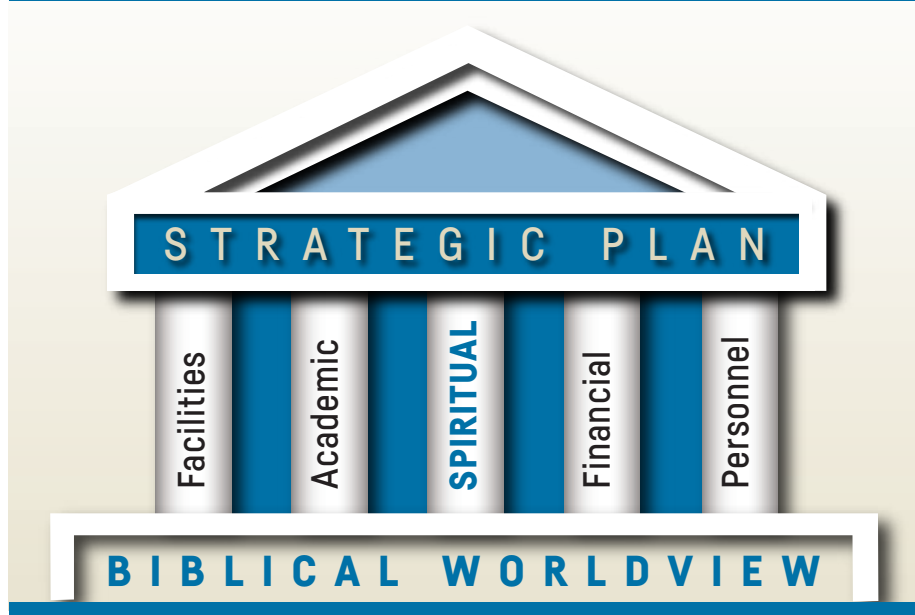 STRATEGIC PLAN
Facilities
Academic
SPIRITUAL
Financial
Personnel
BIBLICAL WORLDVIEW